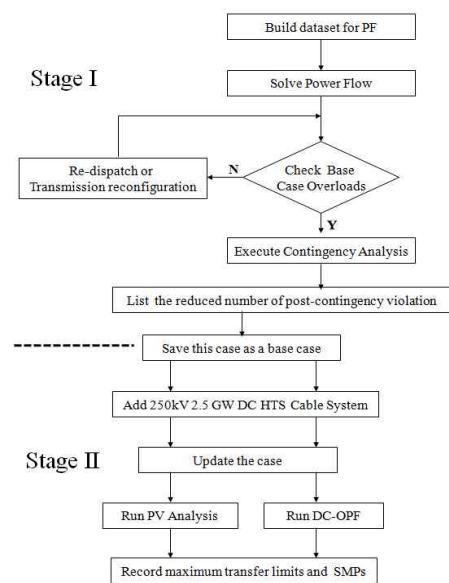 Build dataset for PF
Stage I
Solve Power Flow
Re-dispatch or
Transmission reconfiguration
N
Check Base
Case Overloads
Y
Execute Contingency Analysis
List the reduced number of post-contingency violation
Save this case as a base case
Add 250kV 2.5 GW DC HTS Cable System
Stage II
Update the case
Run PV Analysis
Run DC-OPF
Record maximum transfer limits and SMPs